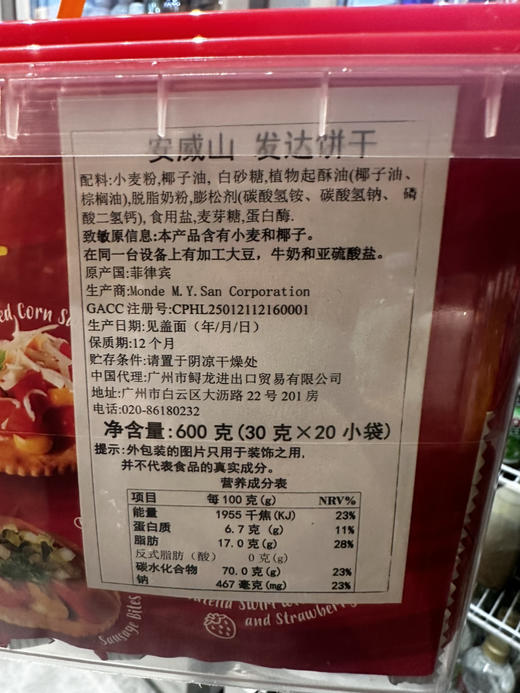 安威山 发达饼干
配料:小麦粉,椰子油, 白砂糖,植物起酥油(椰子油、
棕榈油),脱脂奶粉,膨松剂(碳酸氢铵、碳酸氢钠、磷
酸二氢钙), 食用盐,麦芽糖,蛋白酶.
致敏原信息:本产品含有小麦和椰子。
在同一台设备上有加工大豆，牛奶和亚硫酸盐。
原产国:菲律宾
生产商:Monde M.Y.San Corporation
GACC 注册号:CPHL25012112160001
生产日期:见盖面（年/月/日）
保质期:12 个月
贮存条件:请置于阴凉干燥处
中国代理:广州市鲟龙进出口贸易有限公司
地址:广州市白云区大沥路 22 号 201 房
电话:020-86180232
净含量:600 克(30 克×20 小袋)
提示:外包装的图片只用于装饰之用,
并不代表食品的真实成分。
营养成分表
项目 每 100 克(g) NRV%
能量 1955 千焦(KJ) 23%
蛋白质 6.7 克(g) 11%
脂肪 17.0 克(g) 28%
反式脂肪（酸） 0 克(g)
碳水化合物 70.0 克(g) 23%
钠 467 毫克(mg) 23%
Corn
Sausage Bites
Swirl
and Strawberry